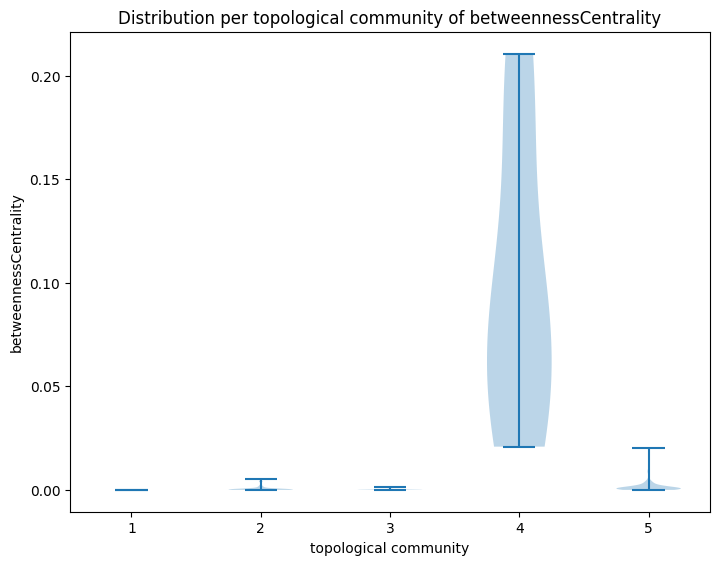 Distribution per topological community of betweennessCentrality
betweennessCentrality
0.20
0.15
0.10
0.05
0.00
1 2 3 4 5
topological community